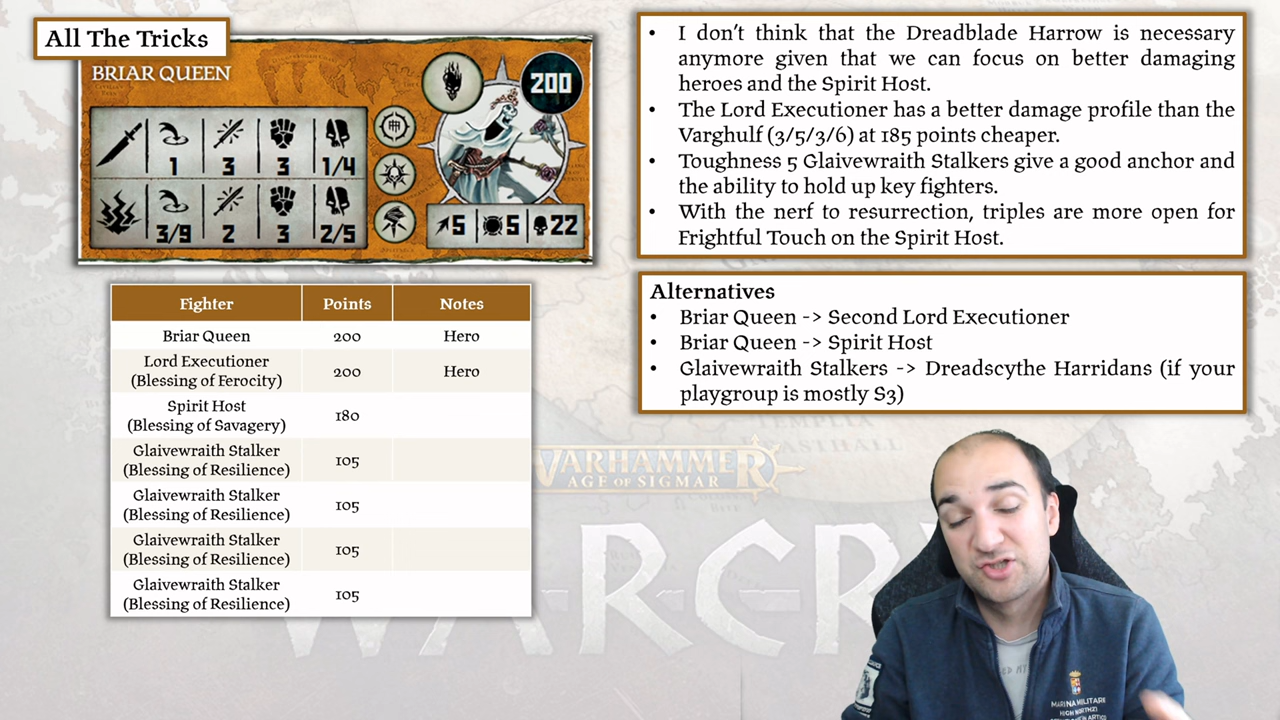 All The Tricks
BRIAR QUEEN
200
1 3 3 1/4
3/9 2 3 2/5
5 5 22
Fighter Points Notes
Briar Queen 200 Hero
Lord Executioner
(Blessing of Ferocity) 200 Hero
Spirit Host
(Blessing of Savagery) 180
Glaivewraith Stalker
(Blessing of Resilience) 105
Glaivewraith Stalker
(Blessing of Resilience) 105
Glaivewraith Stalker
(Blessing of Resilience) 105
Glaivewraith Stalker
(Blessing of Resilience) 105
• I don't think that the Dreadblade Harrow is necessary
anymore given that we can focus on better damaging
heroes and the Spirit Host.
• The Lord Executioner has a better damage profile than the
Varghulf (3/5/3/6) at 185 points cheaper.
• Toughness 5 Glaivewraith Stalkers give a good anchor and
the ability to hold up key fighters.
• With the nerf to resurrection, triples are more open for
Frightful Touch on the Spirit Host.
Alternatives
• Briar Queen -> Second Lord Executioner
• Briar Queen -> Spirit Host
• Glaivewraith Stalkers -> Dreadscythe Harridans (if your
playgroup is mostly S3)
WARHAMMER
AGE OF SIGMAR
WARCRY
MARINA MILITARE